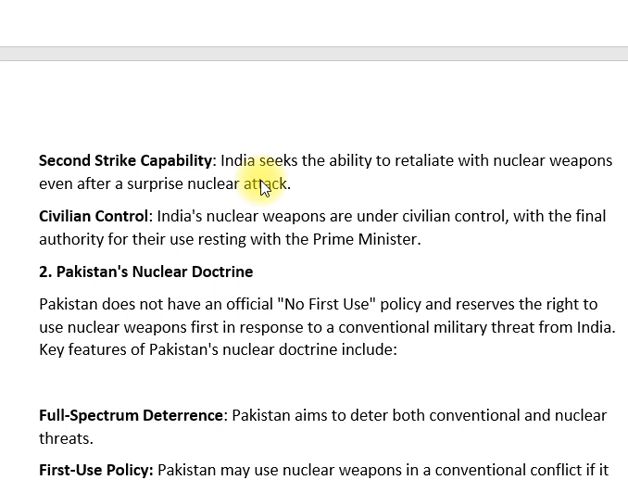 Second Strike Capability: India seeks the ability to retaliate with nuclear weapons
even after a surprise nuclear attack.
Civilian Control: India's nuclear weapons are under civilian control, with the final
authority for their use resting with the Prime Minister.
2. Pakistan's Nuclear Doctrine
Pakistan does not have an official "No First Use" policy and reserves the right to
use nuclear weapons first in response to a conventional military threat from India.
Key features of Pakistan's nuclear doctrine include:
Full-Spectrum Deterrence: Pakistan aims to deter both conventional and nuclear
threats.
First-Use Policy: Pakistan may use nuclear weapons in a conventional conflict if it